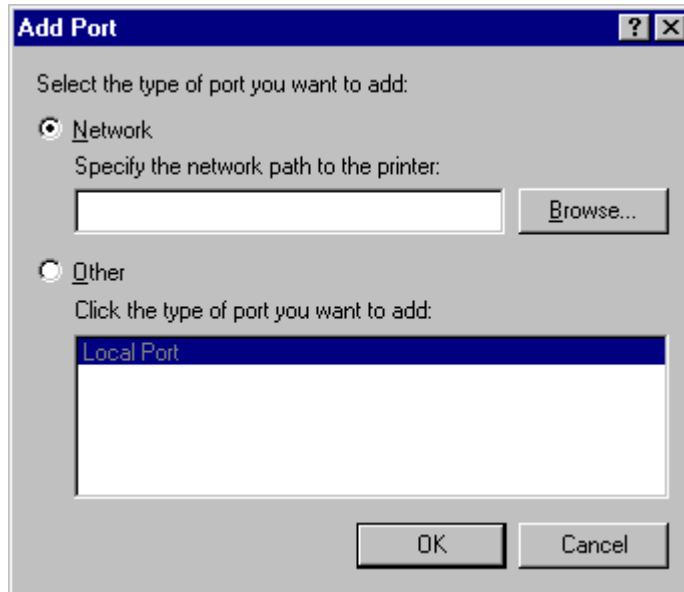 Add Port
Select the type of port you want to add:
Network
Specify the network path to the printer:
Browse...
Other
Click the type of port you want to add:
Local Port
OK
Cancel